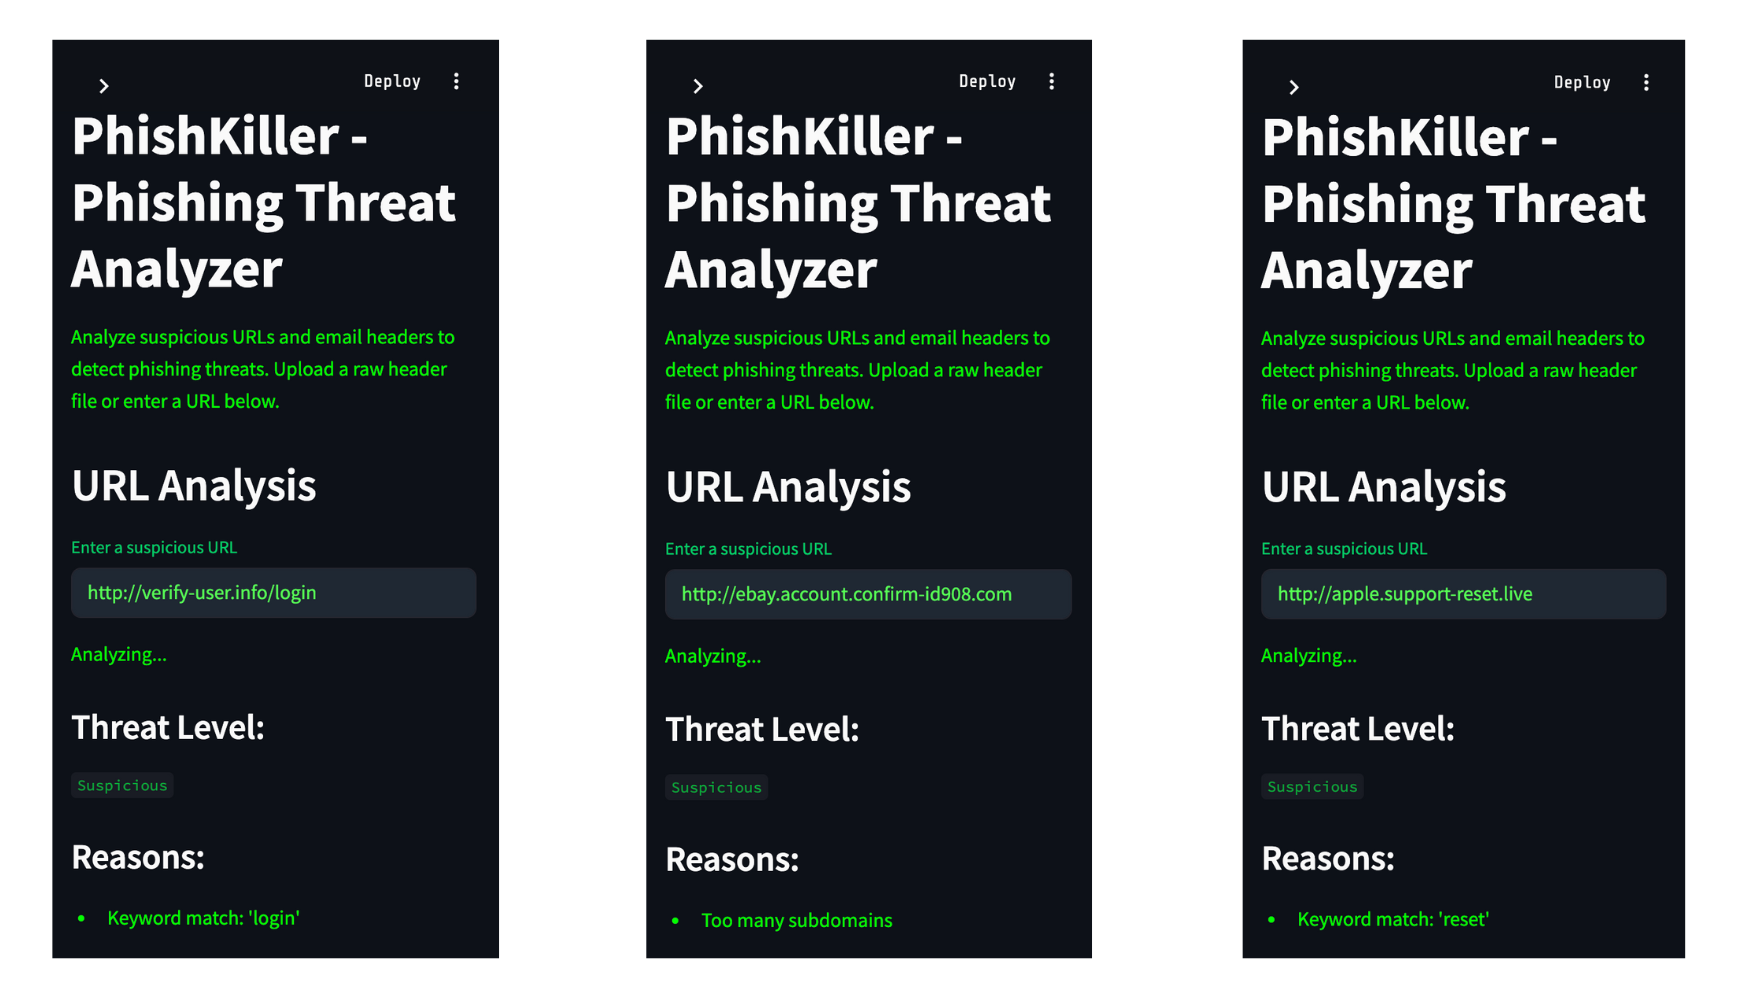 Deploy
PhishKiller -
Phishing Threat
Analyzer
Analyze suspicious URLs and email headers to
detect phishing threats. Upload a raw header
file or enter a URL below.
URL Analysis
Enter a suspicious URL
http://verify-user.info/login
Analyzing...
Threat Level:
Suspicious
Reasons:
• Keyword match: 'login'
Deploy
PhishKiller -
Phishing Threat
Analyzer
Analyze suspicious URLs and email headers to
detect phishing threats. Upload a raw header
file or enter a URL below.
URL Analysis
Enter a suspicious URL
http://ebay.account.confirm-id908.com
Analyzing...
Threat Level:
Suspicious
Reasons:
• Too many subdomains
Deploy
PhishKiller -
Phishing Threat
Analyzer
Analyze suspicious URLs and email headers to
detect phishing threats. Upload a raw header
file or enter a URL below.
URL Analysis
Enter a suspicious URL
http://apple.support-reset.live
Analyzing...
Threat Level:
Suspicious
Reasons:
• Keyword match: 'reset'